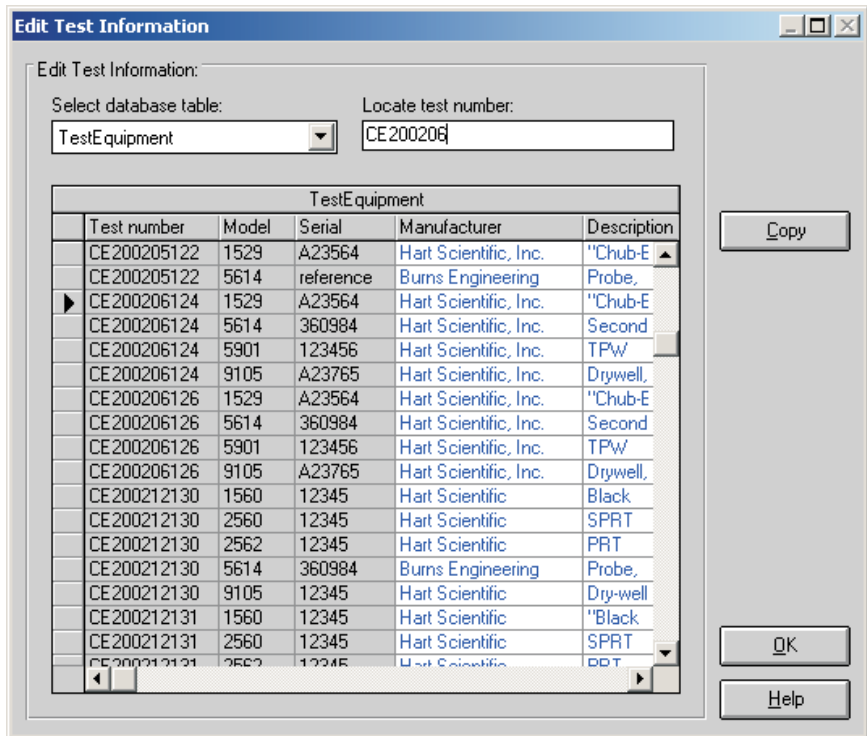 Edit Test Information
Edit Test Information:
Select database table:
Locate test number:
TestEquipment
CE200206
TestEquipment
Test number Model Serial Manufacturer Description
CE200205122 1529 A23564 Hart Scientific, Inc. "Chub-E
CE200205122 5614 reference Burns Engineering Probe,
CE200206124 1529 A23564 Hart Scientific, Inc. "Chub-E
CE200206124 5614 360984 Hart Scientific, Inc. Second
CE200206124 5901 123456 Hart Scientific, Inc. TPW
CE200206124 9105 A23765 Hart Scientific, Inc. Drywell,
CE200206126 1529 A23564 Hart Scientific, Inc. "Chub-E
CE200206126 5614 360984 Hart Scientific, Inc. Second
CE200206126 5901 123456 Hart Scientific, Inc. TPW
CE200206126 9105 A23765 Hart Scientific, Inc. Drywell,
CE200212130 1560 12345 Hart Scientific Black
CE200212130 2560 12345 Hart Scientific SPRT
CE200212130 2562 12345 Hart Scientific PRT
CE200212130 5614 360984 Burns Engineering Probe,
CE200212130 9105 12345 Hart Scientific Dry-well
CE200212131 1560 12345 Hart Scientific "Black
CE200212131 2560 12345 Hart Scientific SPRT
CE200212131 2562 12345 Hart Scientific PRT
Copy
OK
Help